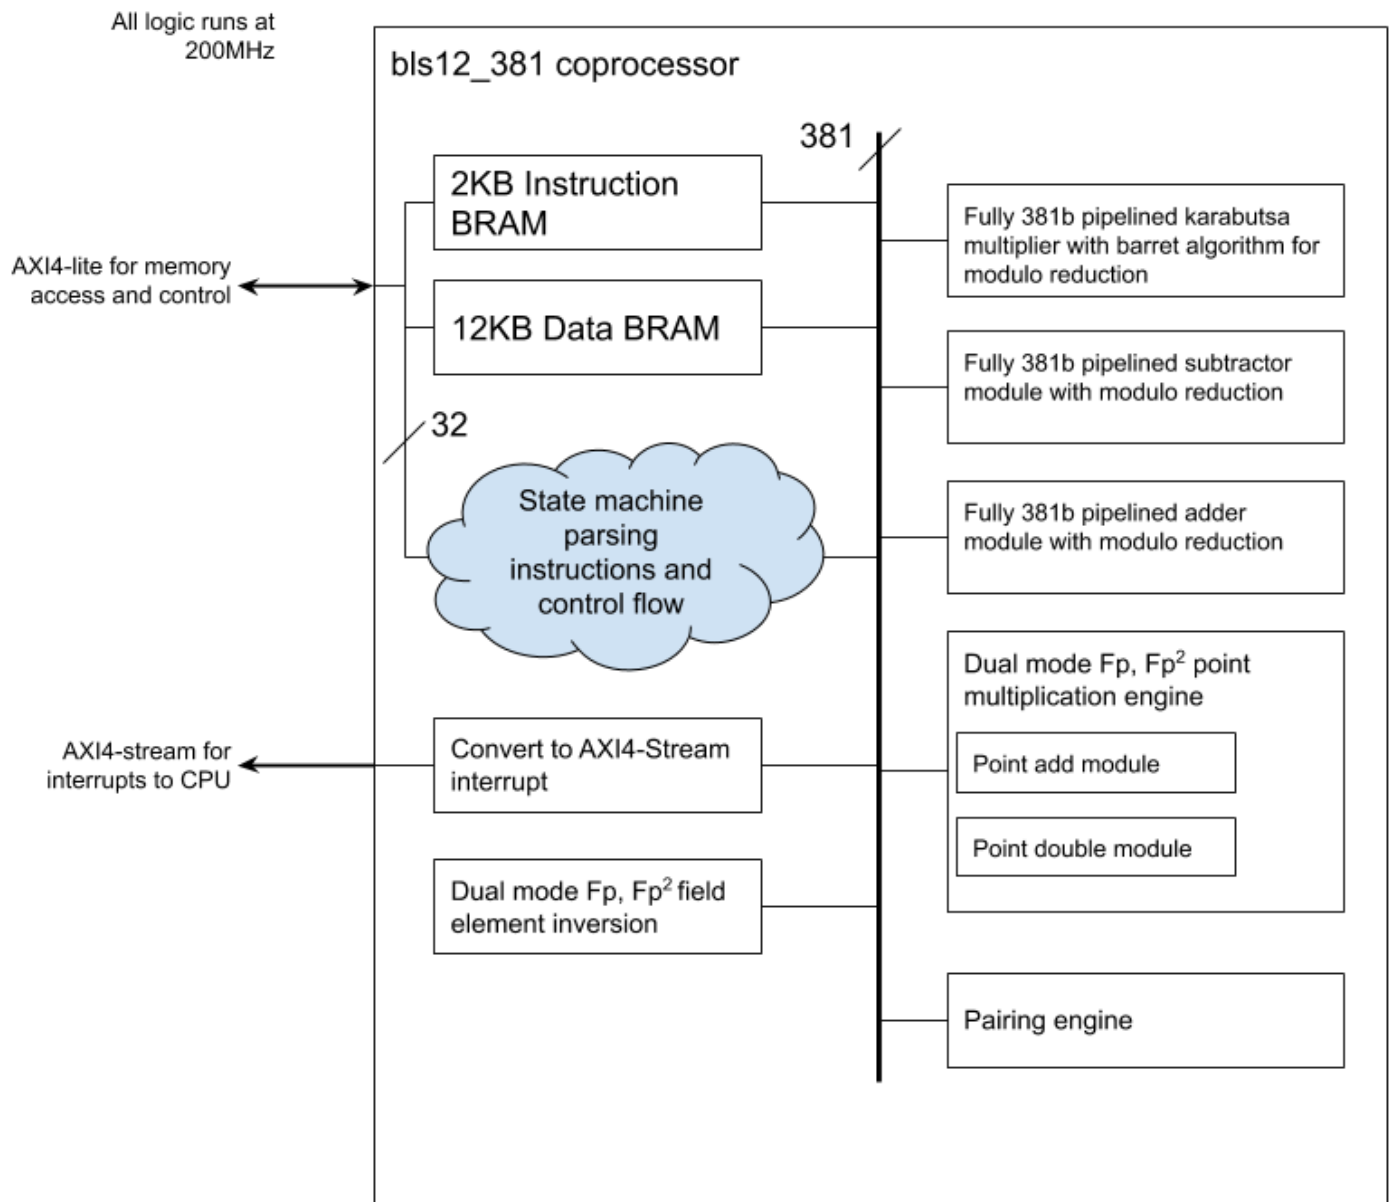 All logic runs at
200MHz
bls12_381 coprocessor
381
2KB Instruction
BRAM
Fully 381b pipelined karabutsa
multiplier with barret algorithm for
modulo reduction
AXI4-lite for memory
access and control
12KB Data BRAM
Fully 381b pipelined subtractor
module with modulo reduction
32
State machine
parsing
instructions and
control flow
Fully 381b pipelined adder
module with modulo reduction
Dual mode Fp, Fp² point
multiplication engine
Point add module
Point double module
AXI4-stream for
interrupts to CPU
Convert to AXI4-Stream
interrupt
Dual mode Fp, Fp² field
element inversion
Pairing engine